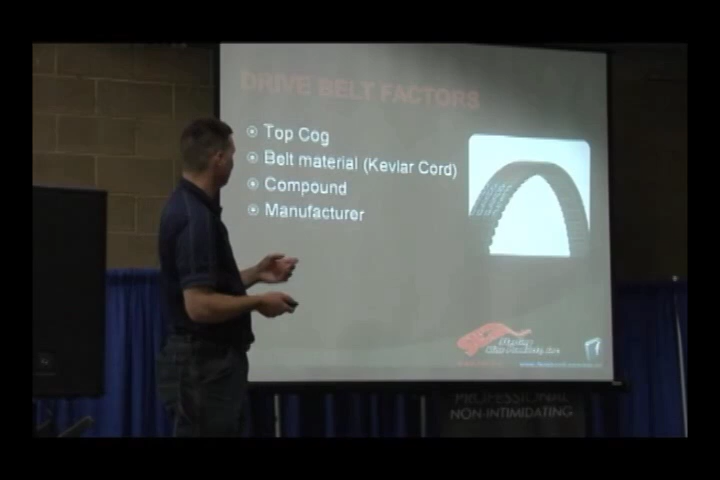 DRIVE BELT FACTORS
Top Cog
Belt material (Kevlar Cord)
Compound
Manufacturer
PROFESSIONAL
NON-INTIMIDATING